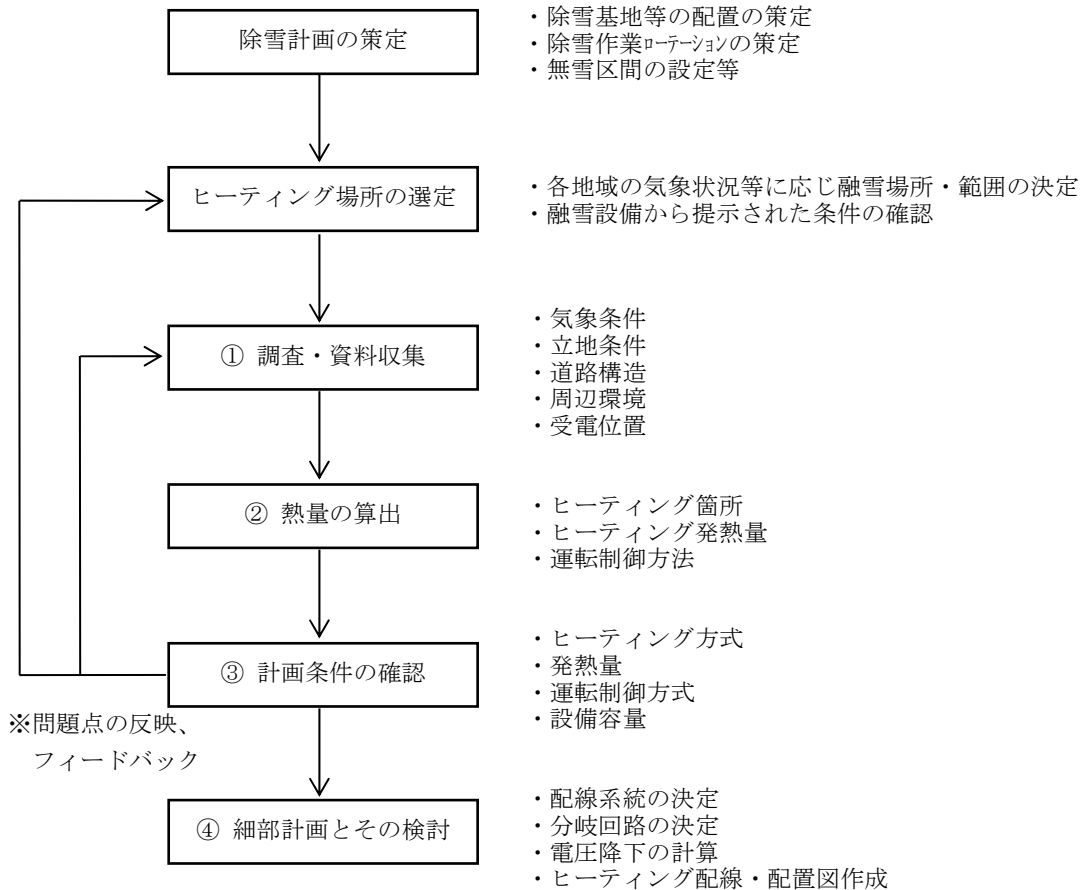 除雪計画の策定
・除雪基地等の配置の策定
・除雪作業ﾛｰﾃｰｼｮﾝの策定
・無雪区間の設定等
ヒーティング場所の選定
・各地域の気象状況等に応じ融雪場所・範囲の決定
・融雪設備から提示された条件の確認
① 調査・資料収集
・気象条件
・立地条件
・道路構造
・周辺環境
・受電位置
② 熱量の算出
・ヒーティング箇所
・ヒーティング発熱量
・運転制御方法
③ 計画条件の確認
・ヒーティング方式
・発熱量
・運転制御方式
・設備容量
※問題点の反映、
フィードバック
④ 細部計画とその検討
・配線系統の決定
・分岐回路の決定
・電圧降下の計算
・ヒーティング配線・配置図作成